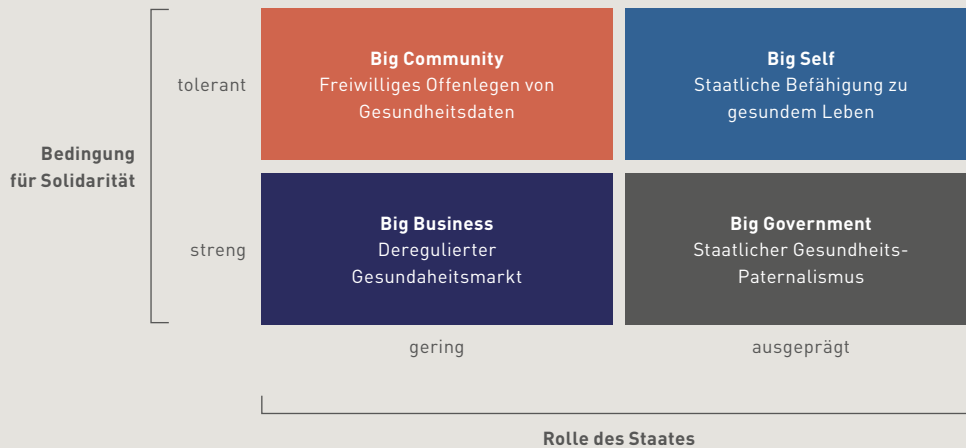 Big Community
Freiwilliges Offenlegen von
Gesundheitsdaten
Big Self
Staatliche Befähigung zu
gesundem Leben
tolerant
Bedingung
für Solidarität
Big Business
Deregulierter
Gesundaheitsmarkt
Big Government
Staatlicher Gesundheits-
Paternalismus
streng
gering
ausgeprägt
Rolle des Staates